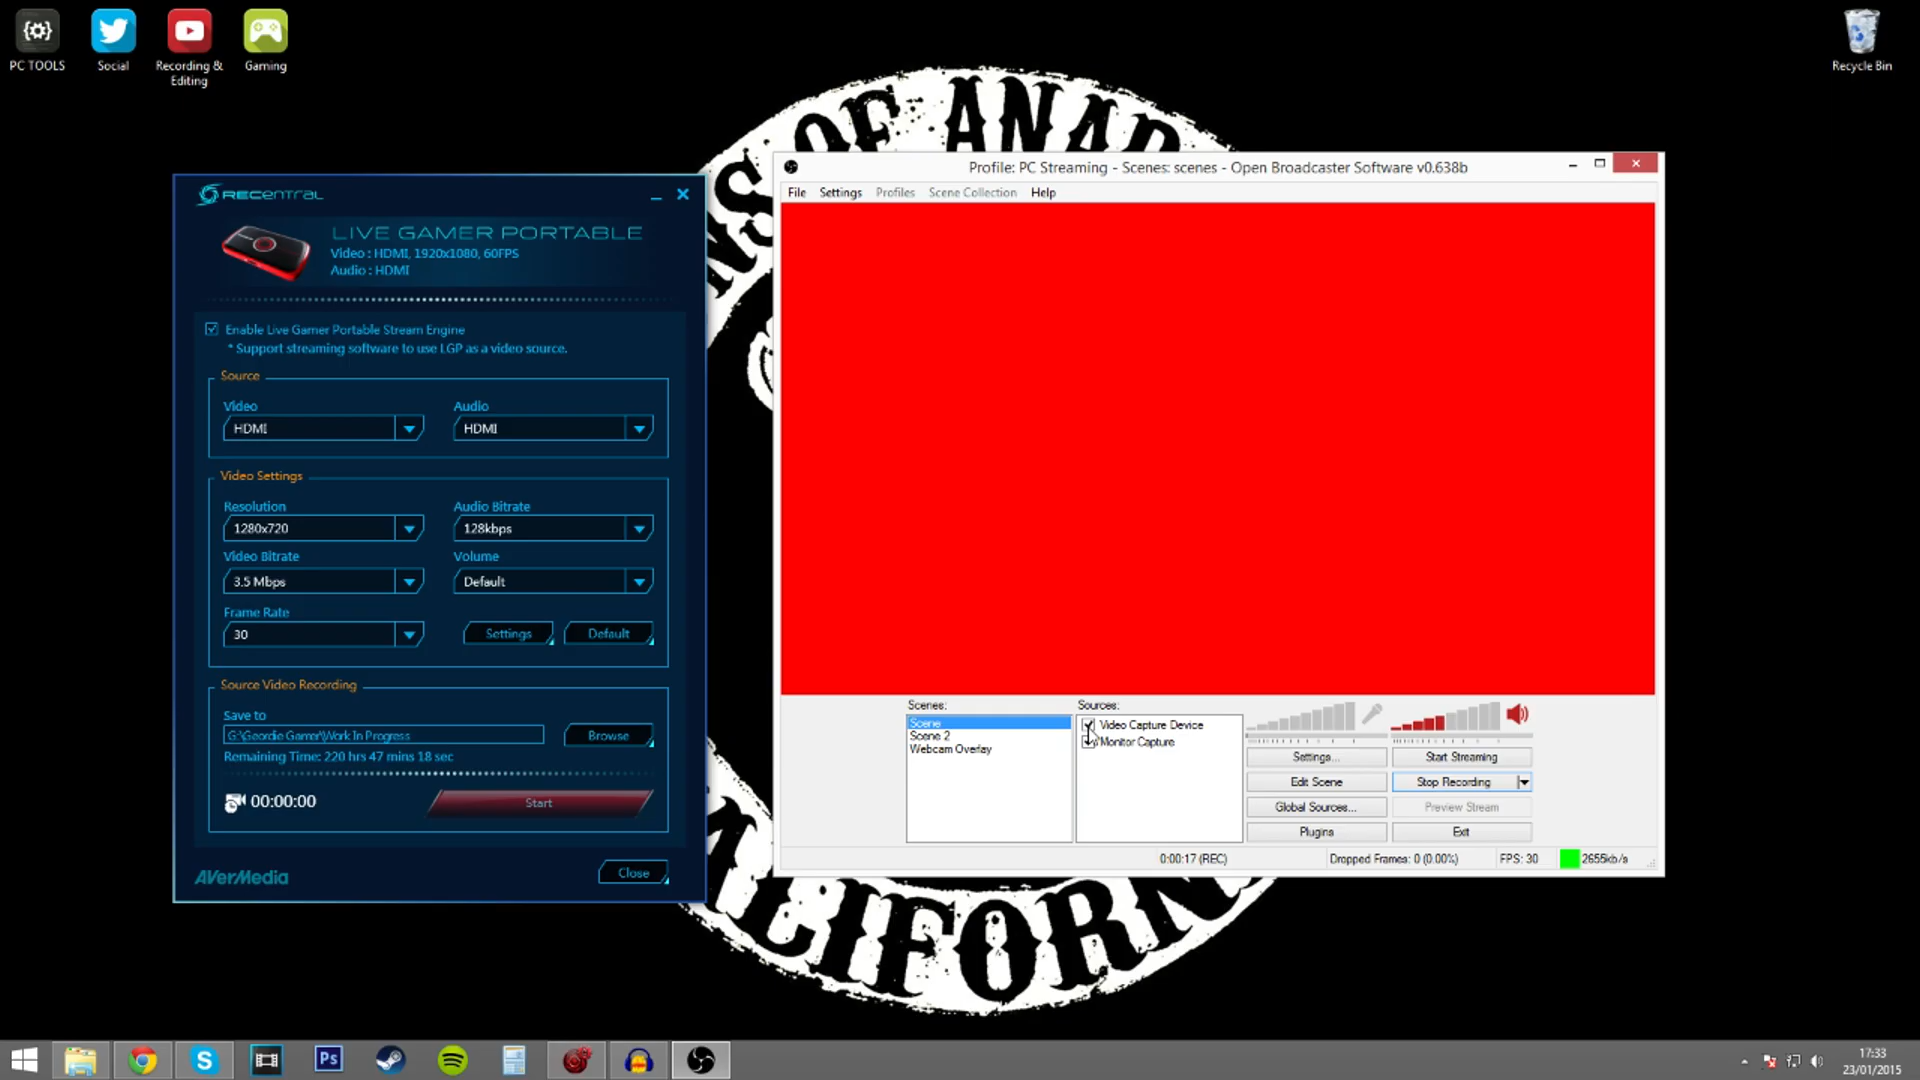 PC TOOLS
Social
Recording &
Editing
Gaming
Recycle Bin
OF ANAR
CALIFORN
RECentral
LIVE GAMER PORTABLE
Video : HDMI, 1920x1080, 60FPS
Audio : HDMI
Enable Live Gamer Portable Stream Engine
* Support streaming software to use LGP as a video source.
Source
Video
Audio
HDMI
HDMI
Video Settings
Resolution
Audio Bitrate
1280x720
128kbps
Video Bitrate
Volume
3.5 Mbps
Default
Frame Rate
30
Settings
Default
Source Video Recording
Save to
G:\Geordie Gamer\Work In Progress
Browse
Remaining Time: 220 hrs 47 mins 18 sec
00:00:00
Start
AVerMedia
Close
Profile: PC Streaming - Scenes: scenes - Open Broadcaster Software v0.638b
File Settings Profiles Scene Collection Help
Scenes:
Scene
Scene 2
Webcam Overlay
Sources:
Video Capture Device
Monitor Capture
Settings...
Start Streaming
Edit Scene
Stop Recording
Global Sources...
Preview Stream
Plugins
Exit
0:00:17 (REC)
Dropped Frames: 0 (0.00%)
FPS: 30
2655kb/s
Ps
17:33
23/01/2015